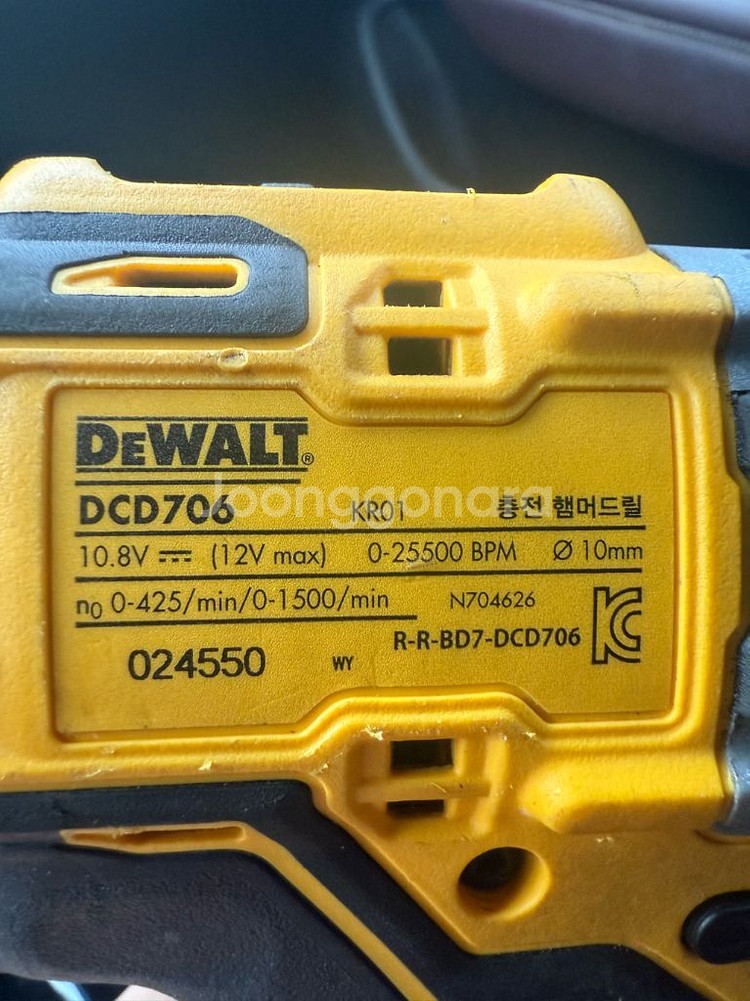 DEWALT®
Joonggonara
DCD706 KR01 충전 햄머드릴
10.8V ⎓ (12V max) 0-25500 BPM Ø 10mm
n₀ 0-425/min/0-1500/min N704626
024550 WY R-R-BD7-DCD706